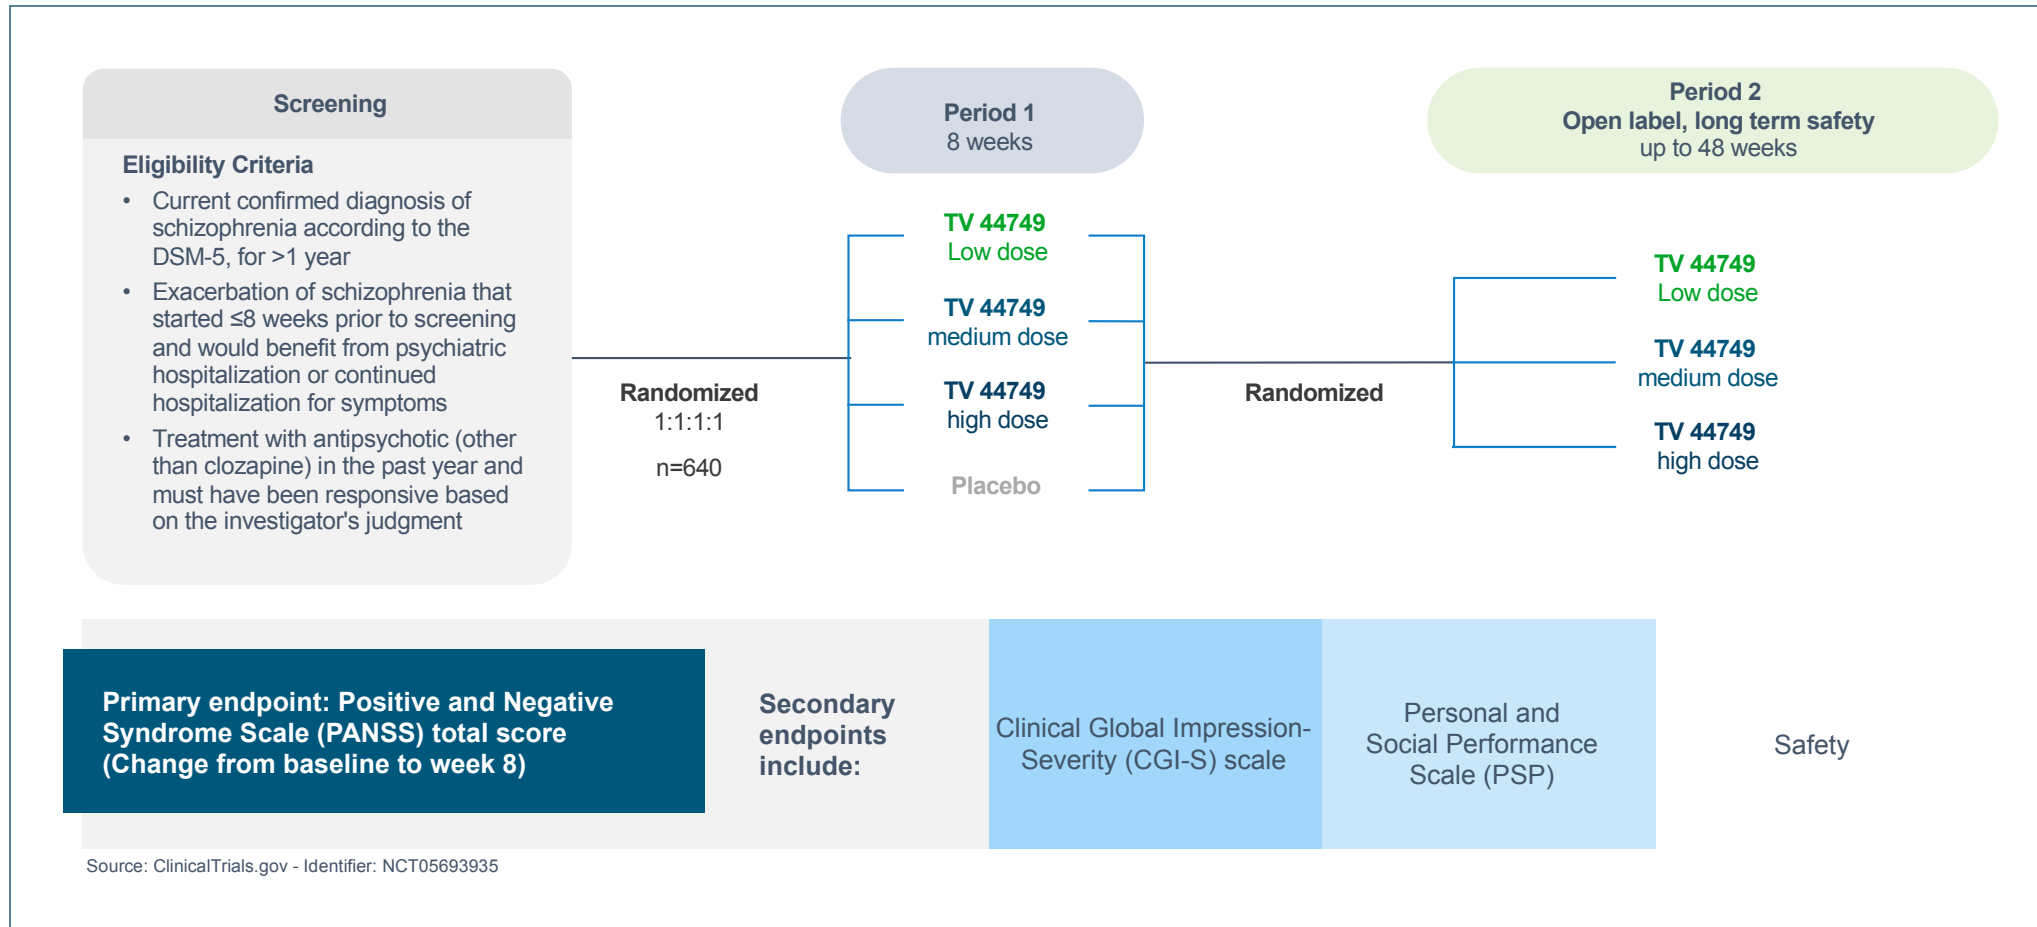 Screening
Eligibility Criteria
• Current confirmed diagnosis of
schizophrenia according to the
DSM-5, for >1 year
• Exacerbation of schizophrenia that
started ≤8 weeks prior to screening
and would benefit from psychiatric
hospitalization or continued
hospitalization for symptoms
• Treatment with antipsychotic (other
than clozapine) in the past year and
must have been responsive based
on the investigator's judgment
Randomized
1:1:1:1
n=640
Period 1
8 weeks
TV 44749
Low dose
TV 44749
medium dose
TV 44749
high dose
Placebo
Randomized
Period 2
Open label, long term safety
up to 48 weeks
TV 44749
Low dose
TV 44749
medium dose
TV 44749
high dose
Primary endpoint: Positive and Negative
Syndrome Scale (PANSS) total score
(Change from baseline to week 8)
Secondary
endpoints
include:
Clinical Global Impression-
Severity (CGI-S) scale
Personal and
Social Performance
Scale (PSP)
Safety
Source: ClinicalTrials.gov - Identifier: NCT05693935